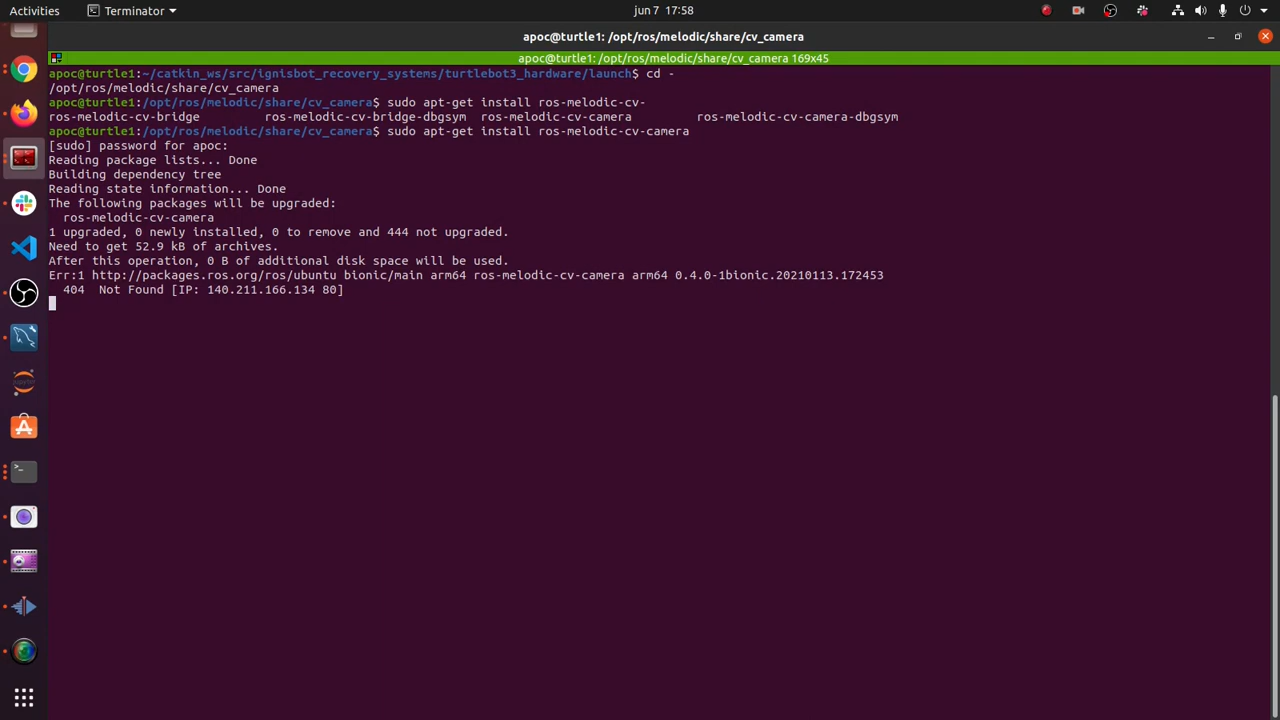 Activities
Terminator
jun 7 17:58
apoc@turtle1: /opt/ros/melodic/share/cv_camera
apoc@turtle1: /opt/ros/melodic/share/cv_camera 169x45
apoc@turtle1:~/catkin_ws/src/ignisbot_recovery_systems/turtlebot3_hardware/launch$ cd -
/opt/ros/melodic/share/cv_camera
apoc@turtle1:/opt/ros/melodic/share/cv_camera$ sudo apt-get install ros-melodic-cv-
ros-melodic-cv-bridge ros-melodic-cv-bridge-dbgsym ros-melodic-cv-camera ros-melodic-cv-camera-dbgsym
apoc@turtle1:/opt/ros/melodic/share/cv_camera$ sudo apt-get install ros-melodic-cv-camera
[sudo] password for apoc:
Reading package lists... Done
Building dependency tree
Reading state information... Done
The following packages will be upgraded:
ros-melodic-cv-camera
1 upgraded, 0 newly installed, 0 to remove and 444 not upgraded.
Need to get 52.9 kB of archives.
After this operation, 0 B of additional disk space will be used.
Err:1 http://packages.ros.org/ros/ubuntu bionic/main arm64 ros-melodic-cv-camera arm64 0.4.0-1bionic.20210113.172453
404 Not Found [IP: 140.211.166.134 80]